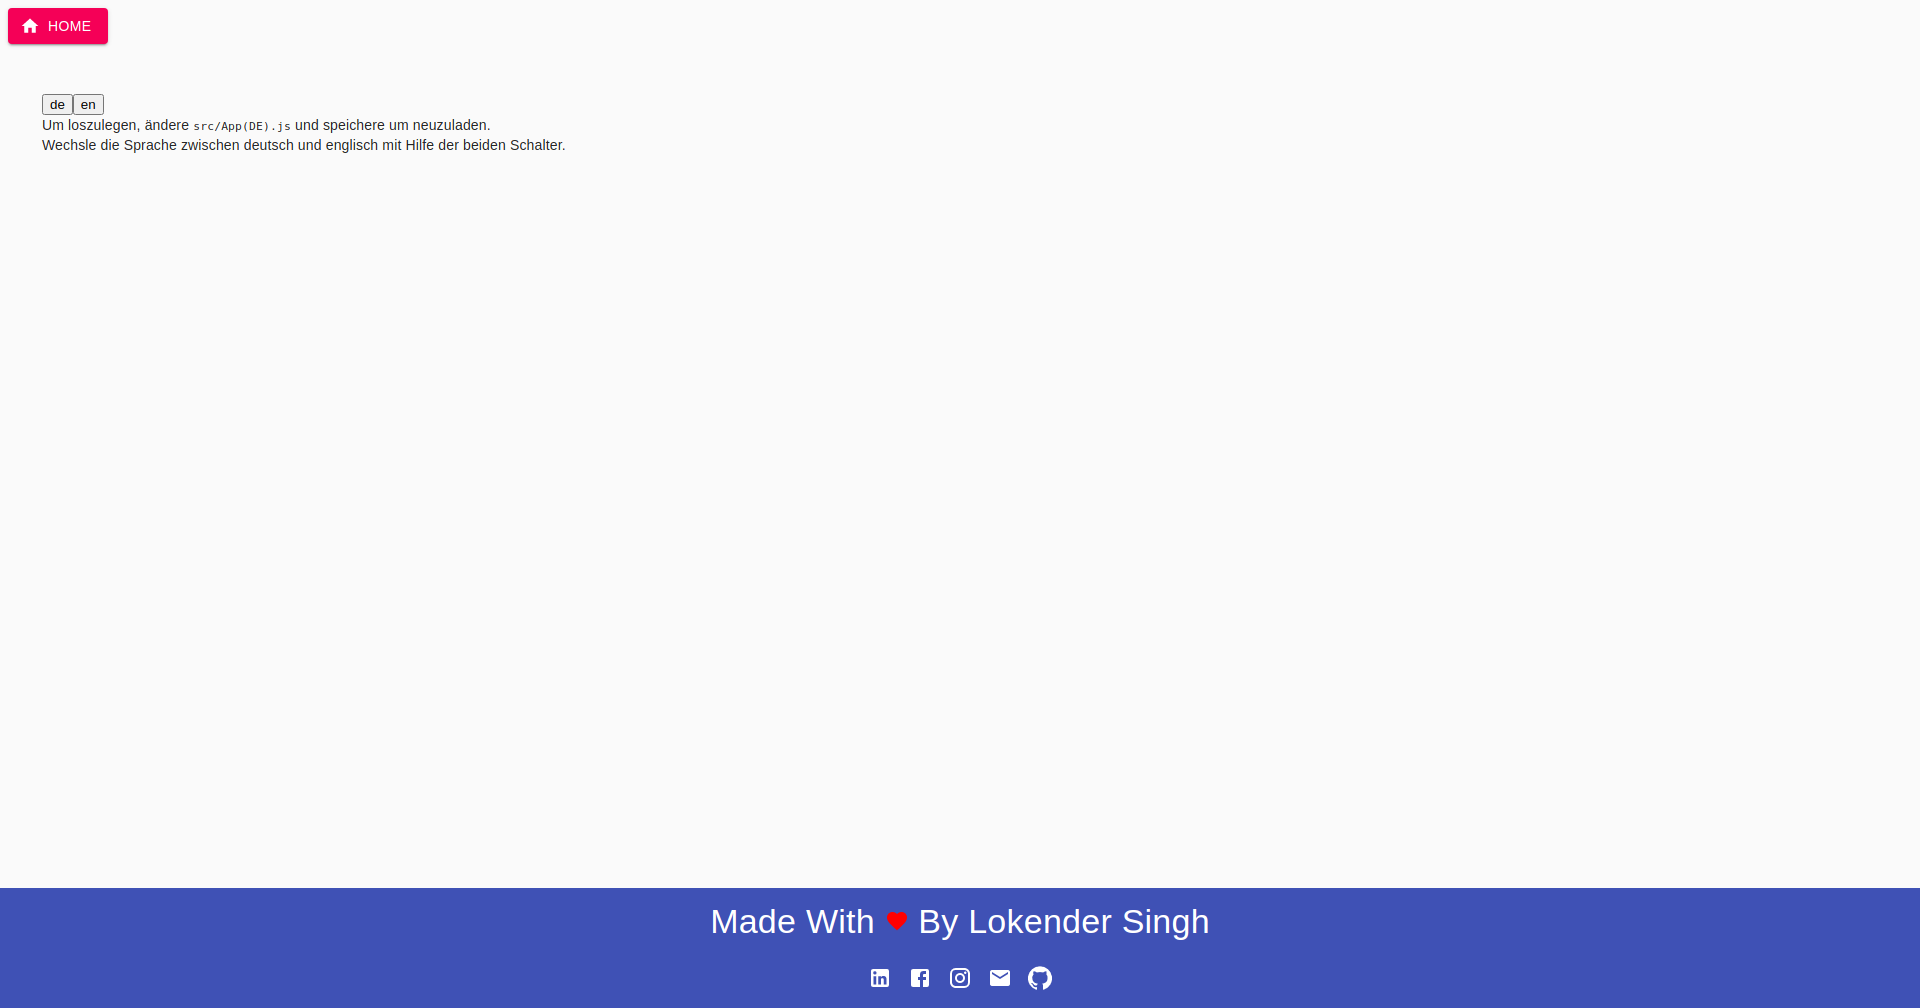 HOME
de en
Um loszulegen, ändere src/App(DE).js und speichere um neuzuladen.
Wechsle die Sprache zwischen deutsch und englisch mit Hilfe der beiden Schalter.
Made With By Lokender Singh